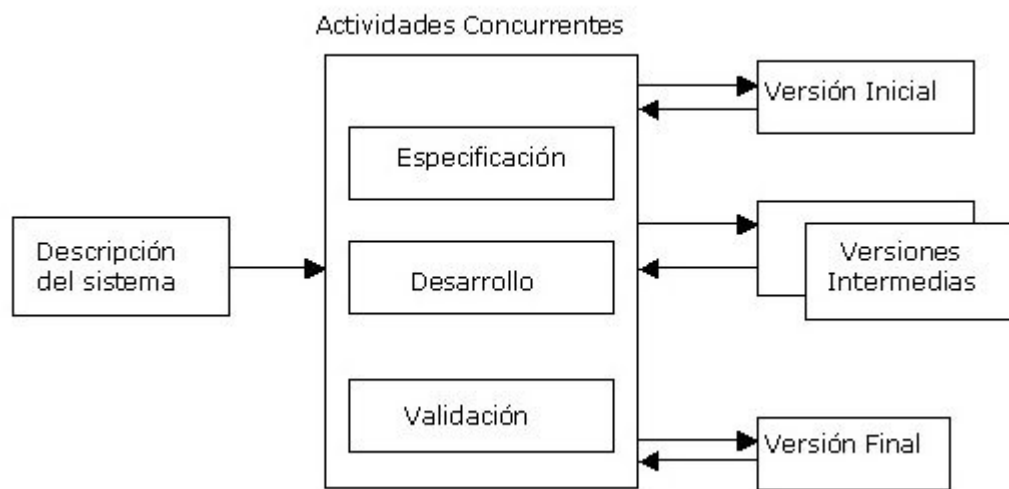 Actividades Concurrentes
Versión Inicial
Especificación
Descripción
del sistema
Desarrollo
Versiones
Intermedias
Validación
Versión Final